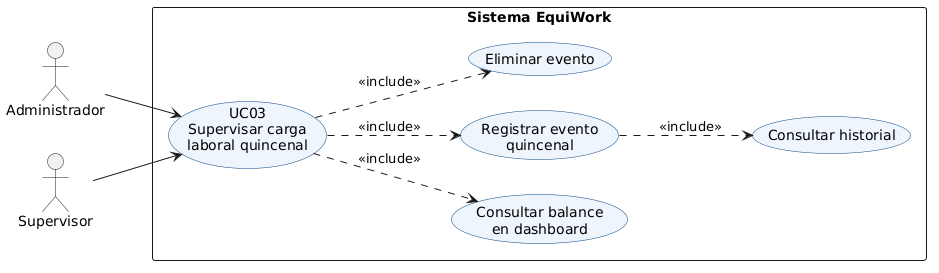 Sistema EquiWork
Administrador
Supervisor
UC03
Supervisar carga
laboral quincenal
«include»
Eliminar evento
«include»
Registrar evento
quincenal
«include»
Consultar historial
«include»
Consultar balance
en dashboard